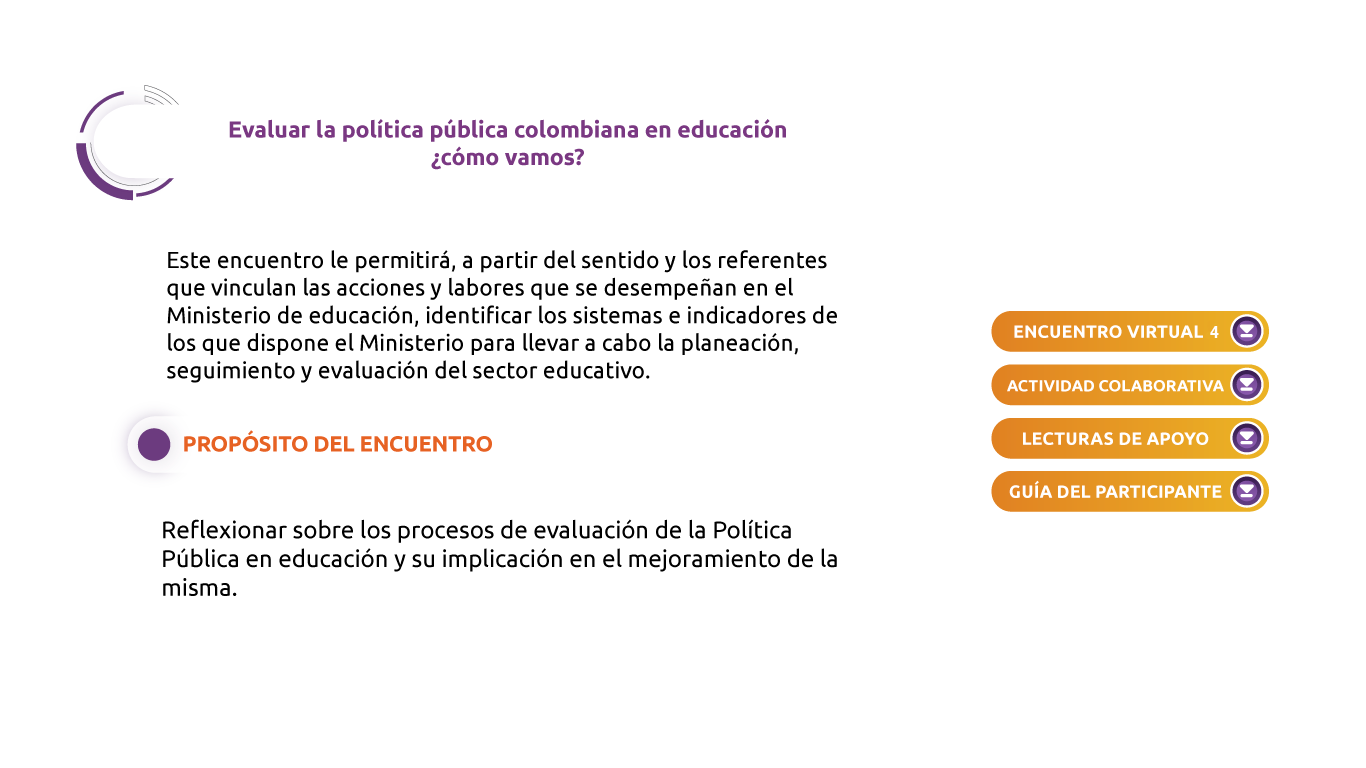 Evaluar la política pública colombiana en educación
¿cómo vamos?
Este encuentro le permitirá, a partir del sentido y los referentes
que vinculan las acciones y labores que se desempeñan en el
Ministerio de educación, identificar los sistemas e indicadores de
los que dispone el Ministerio para llevar a cabo la planeación,
seguimiento y evaluación del sector educativo.
PROPÓSITO DEL ENCUENTRO
Reflexionar sobre los procesos de evaluación de la Política
Pública en educación y su implicación en el mejoramiento de la
misma.
ENCUENTRO VIRTUAL 4
ACTIVIDAD COLABORATIVA
LECTURAS DE APOYO
GUÍA DEL PARTICIPANTE